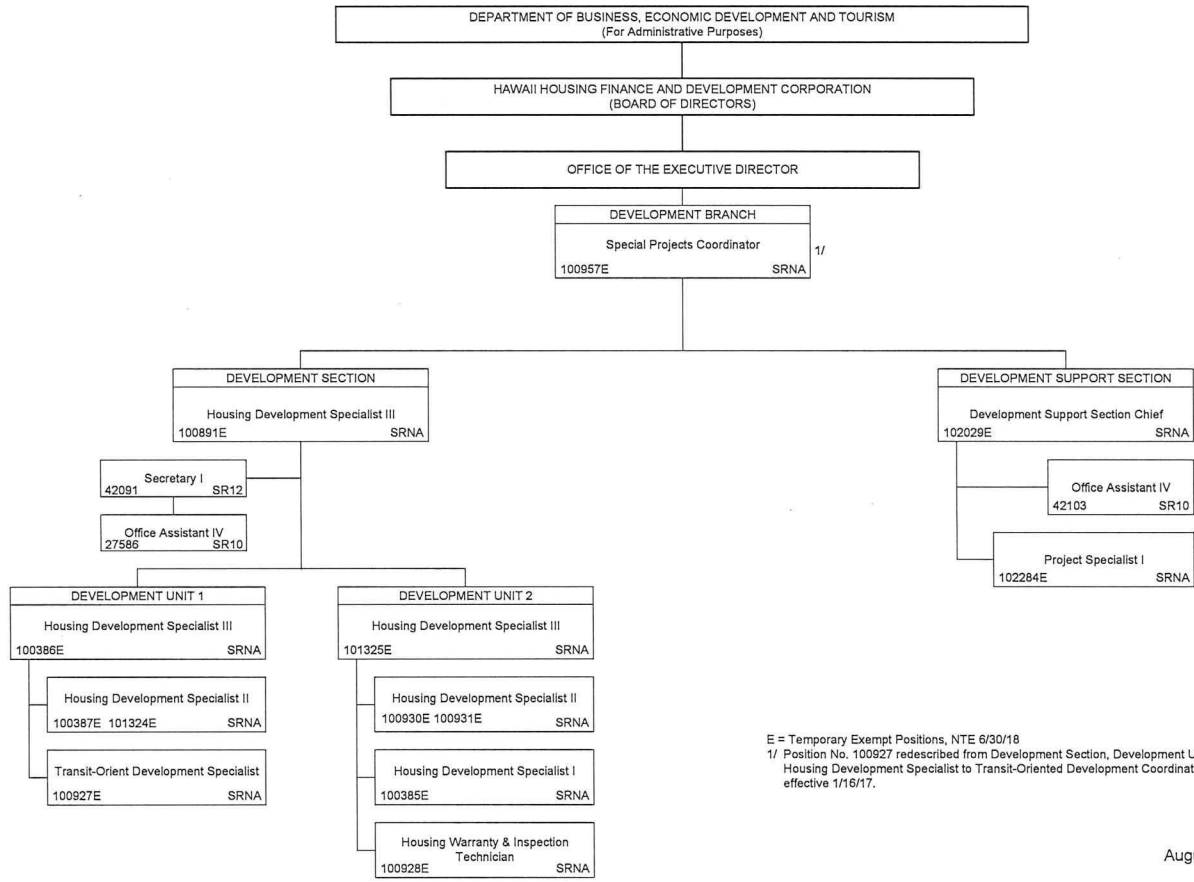 DEPARTMENT OF BUSINESS, ECONOMIC DEVELOPMENT AND TOURISM
(For Administrative Purposes)
HAWAII HOUSING FINANCE AND DEVELOPMENT CORPORATION
(BOARD OF DIRECTORS)
OFFICE OF THE EXECUTIVE DIRECTOR
DEVELOPMENT BRANCH
Special Projects Coordinator
100957E SRNA
1/
DEVELOPMENT SECTION
Housing Development Specialist III
100891E SRNA
Secretary I
42091 SR12
Office Assistant IV
27586 SR10
DEVELOPMENT UNIT 1
Housing Development Specialist III
100386E SRNA
Housing Development Specialist II
100387E 101324E SRNA
Transit-Orient Development Specialist
100927E SRNA
DEVELOPMENT UNIT 2
Housing Development Specialist III
101325E SRNA
Housing Development Specialist II
100930E 100931E SRNA
Housing Development Specialist I
100385E SRNA
Housing Warranty & Inspection
Technician
100928E SRNA
DEVELOPMENT SUPPORT SECTION
Development Support Section Chief
102029E SRNA
Office Assistant IV
42103 SR10
Project Specialist I
102284E SRNA
E = Temporary Exempt Positions, NTE 6/30/18
1/ Position No. 100927 redescribed from Development Section, Development U
Housing Development Specialist to Transit-Oriented Development Coordinat
effective 1/16/17.
Aug